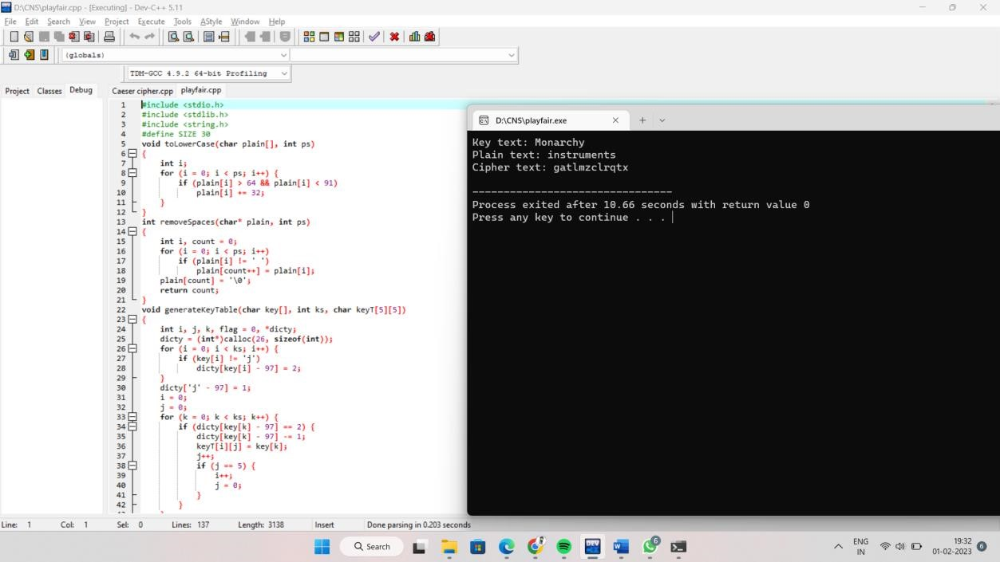 D:\CNS\playfair.cpp - [Executing] - Dev-C++ 5.11
File Edit Search View Project Execute Tools AStyle Window Help
(globals)
TDM-GCC 4.9.2 64-bit Profiling
Project Classes Debug
Caeser cipher.cpp playfair.cpp
1 #include <stdio.h>
2 #include <stdlib.h>
3 #include <string.h>
4 #define SIZE 30
5 void toLowerCase(char plain[], int ps)
6 {
7 int i;
8 for (i = 0; i < ps; i++) {
9 if (plain[i] > 64 && plain[i] < 91)
10 plain[i] += 32;
11 }
12 }
13 int removeSpaces(char* plain, int ps)
14 {
15 int i, count = 0;
16 for (i = 0; i < ps; i++)
17 if (plain[i] != ' ')
18 plain[count++] = plain[i];
19 plain[count] = '\0';
20 return count;
21 }
22 void generateKeyTable(char key[], int ks, char keyT[5][5])
23 {
24 int i, j, k, flag = 0, *dicty;
25 dicty = (int*)calloc(26, sizeof(int));
26 for (i = 0; i < ks; i++) {
27 if (key[i] != 'j')
28 dicty[key[i] - 97] = 2;
29 }
30 dicty['j' - 97] = 1;
31 i = 0;
32 j = 0;
33 for (k = 0; k < ks; k++) {
34 if (dicty[key[k] - 97] == 2) {
35 dicty[key[k] - 97] -= 1;
36 keyT[i][j] = key[k];
37 j++;
38 if (j == 5) {
39 i++;
40 j = 0;
41 }
42 }
D:\CNS\playfair.exe
Key text: Monarchy
Plain text: instruments
Cipher text: gatlmzclrqtx
--------------------------------
Process exited after 10.66 seconds with return value 0
Press any key to continue . . .
Line: 1 Col: 1 Sel: 0 Lines: 137 Length: 3138 Insert Done parsing in 0.203 seconds
Search
DEV
6
ENG
IN
19:32
01-02-2023
6